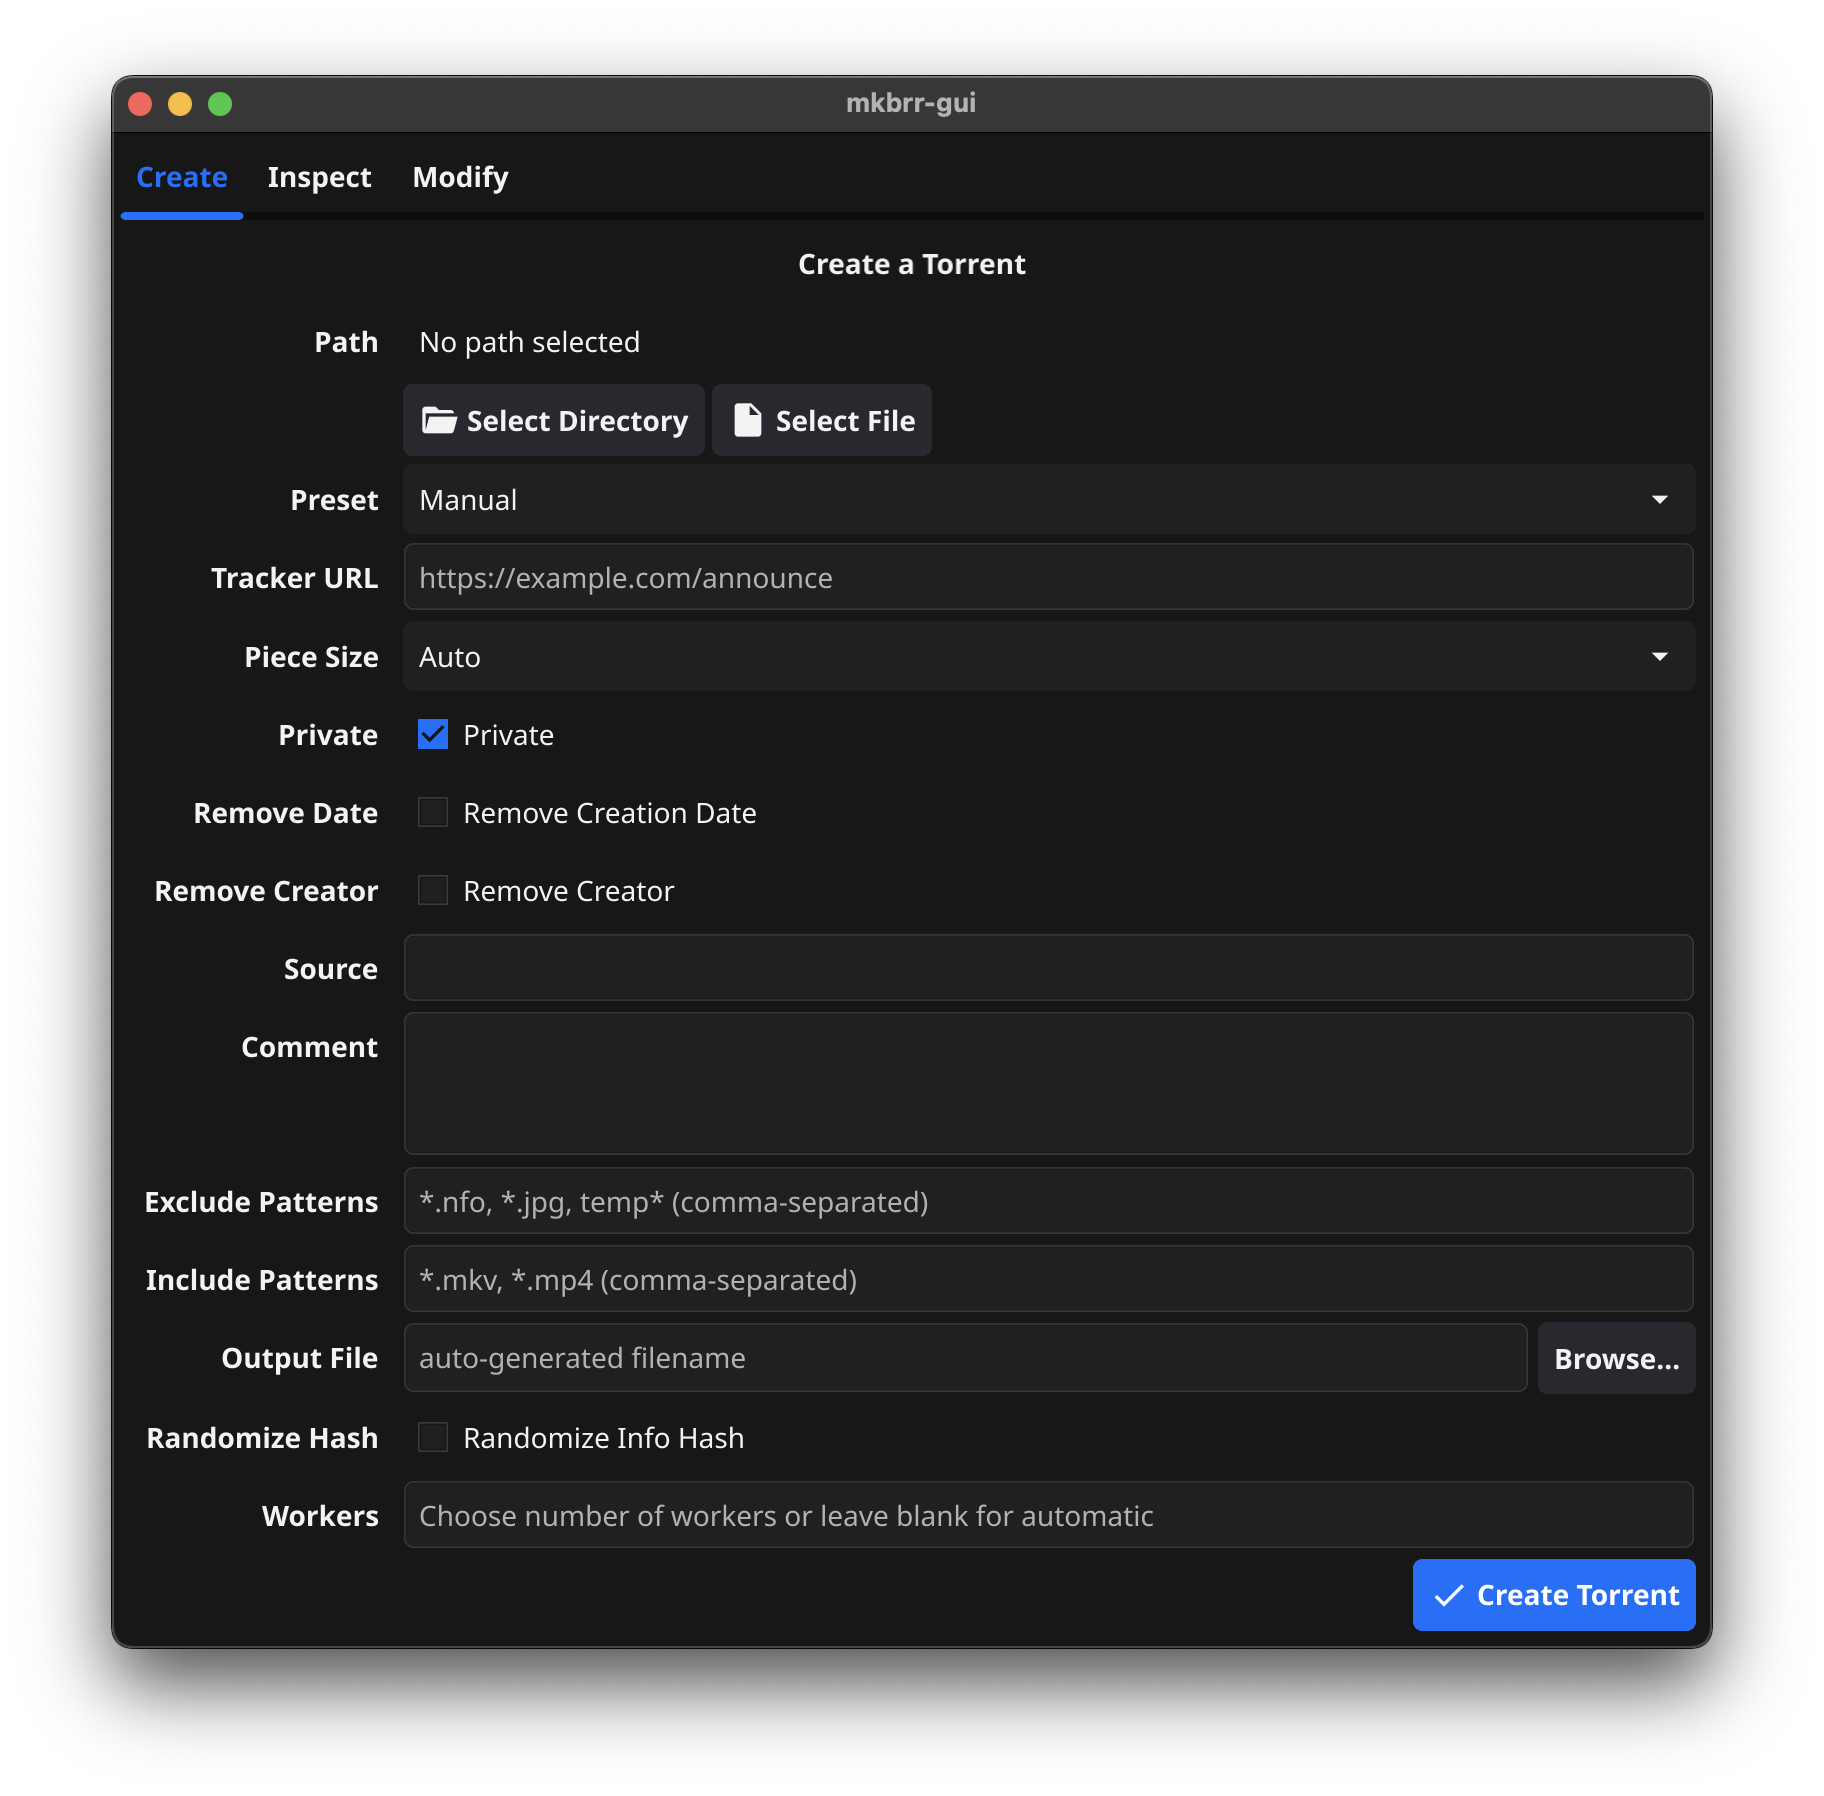 mkbrr-gui
Create Inspect Modify
Create a Torrent
Path No path selected
Select Directory Select File
Preset Manual
Tracker URL https://example.com/announce
Piece Size Auto
Private Private
Remove Date Remove Creation Date
Remove Creator Remove Creator
Source
Comment
Exclude Patterns *.nfo, *.jpg, temp* (comma-separated)
Include Patterns *.mkv, *.mp4 (comma-separated)
Output File auto-generated filename Browse...
Randomize Hash Randomize Info Hash
Workers Choose number of workers or leave blank for automatic
Create Torrent